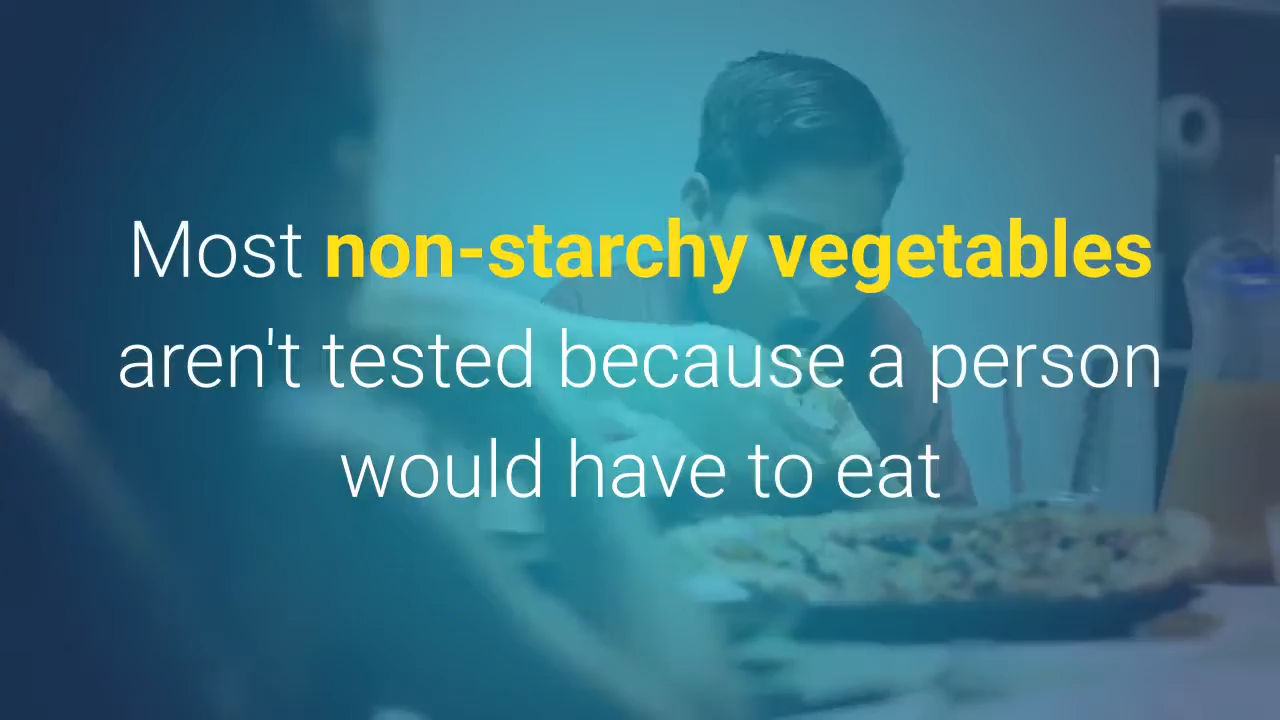 Most non-starchy vegetables
aren't tested because a person
would have to eat